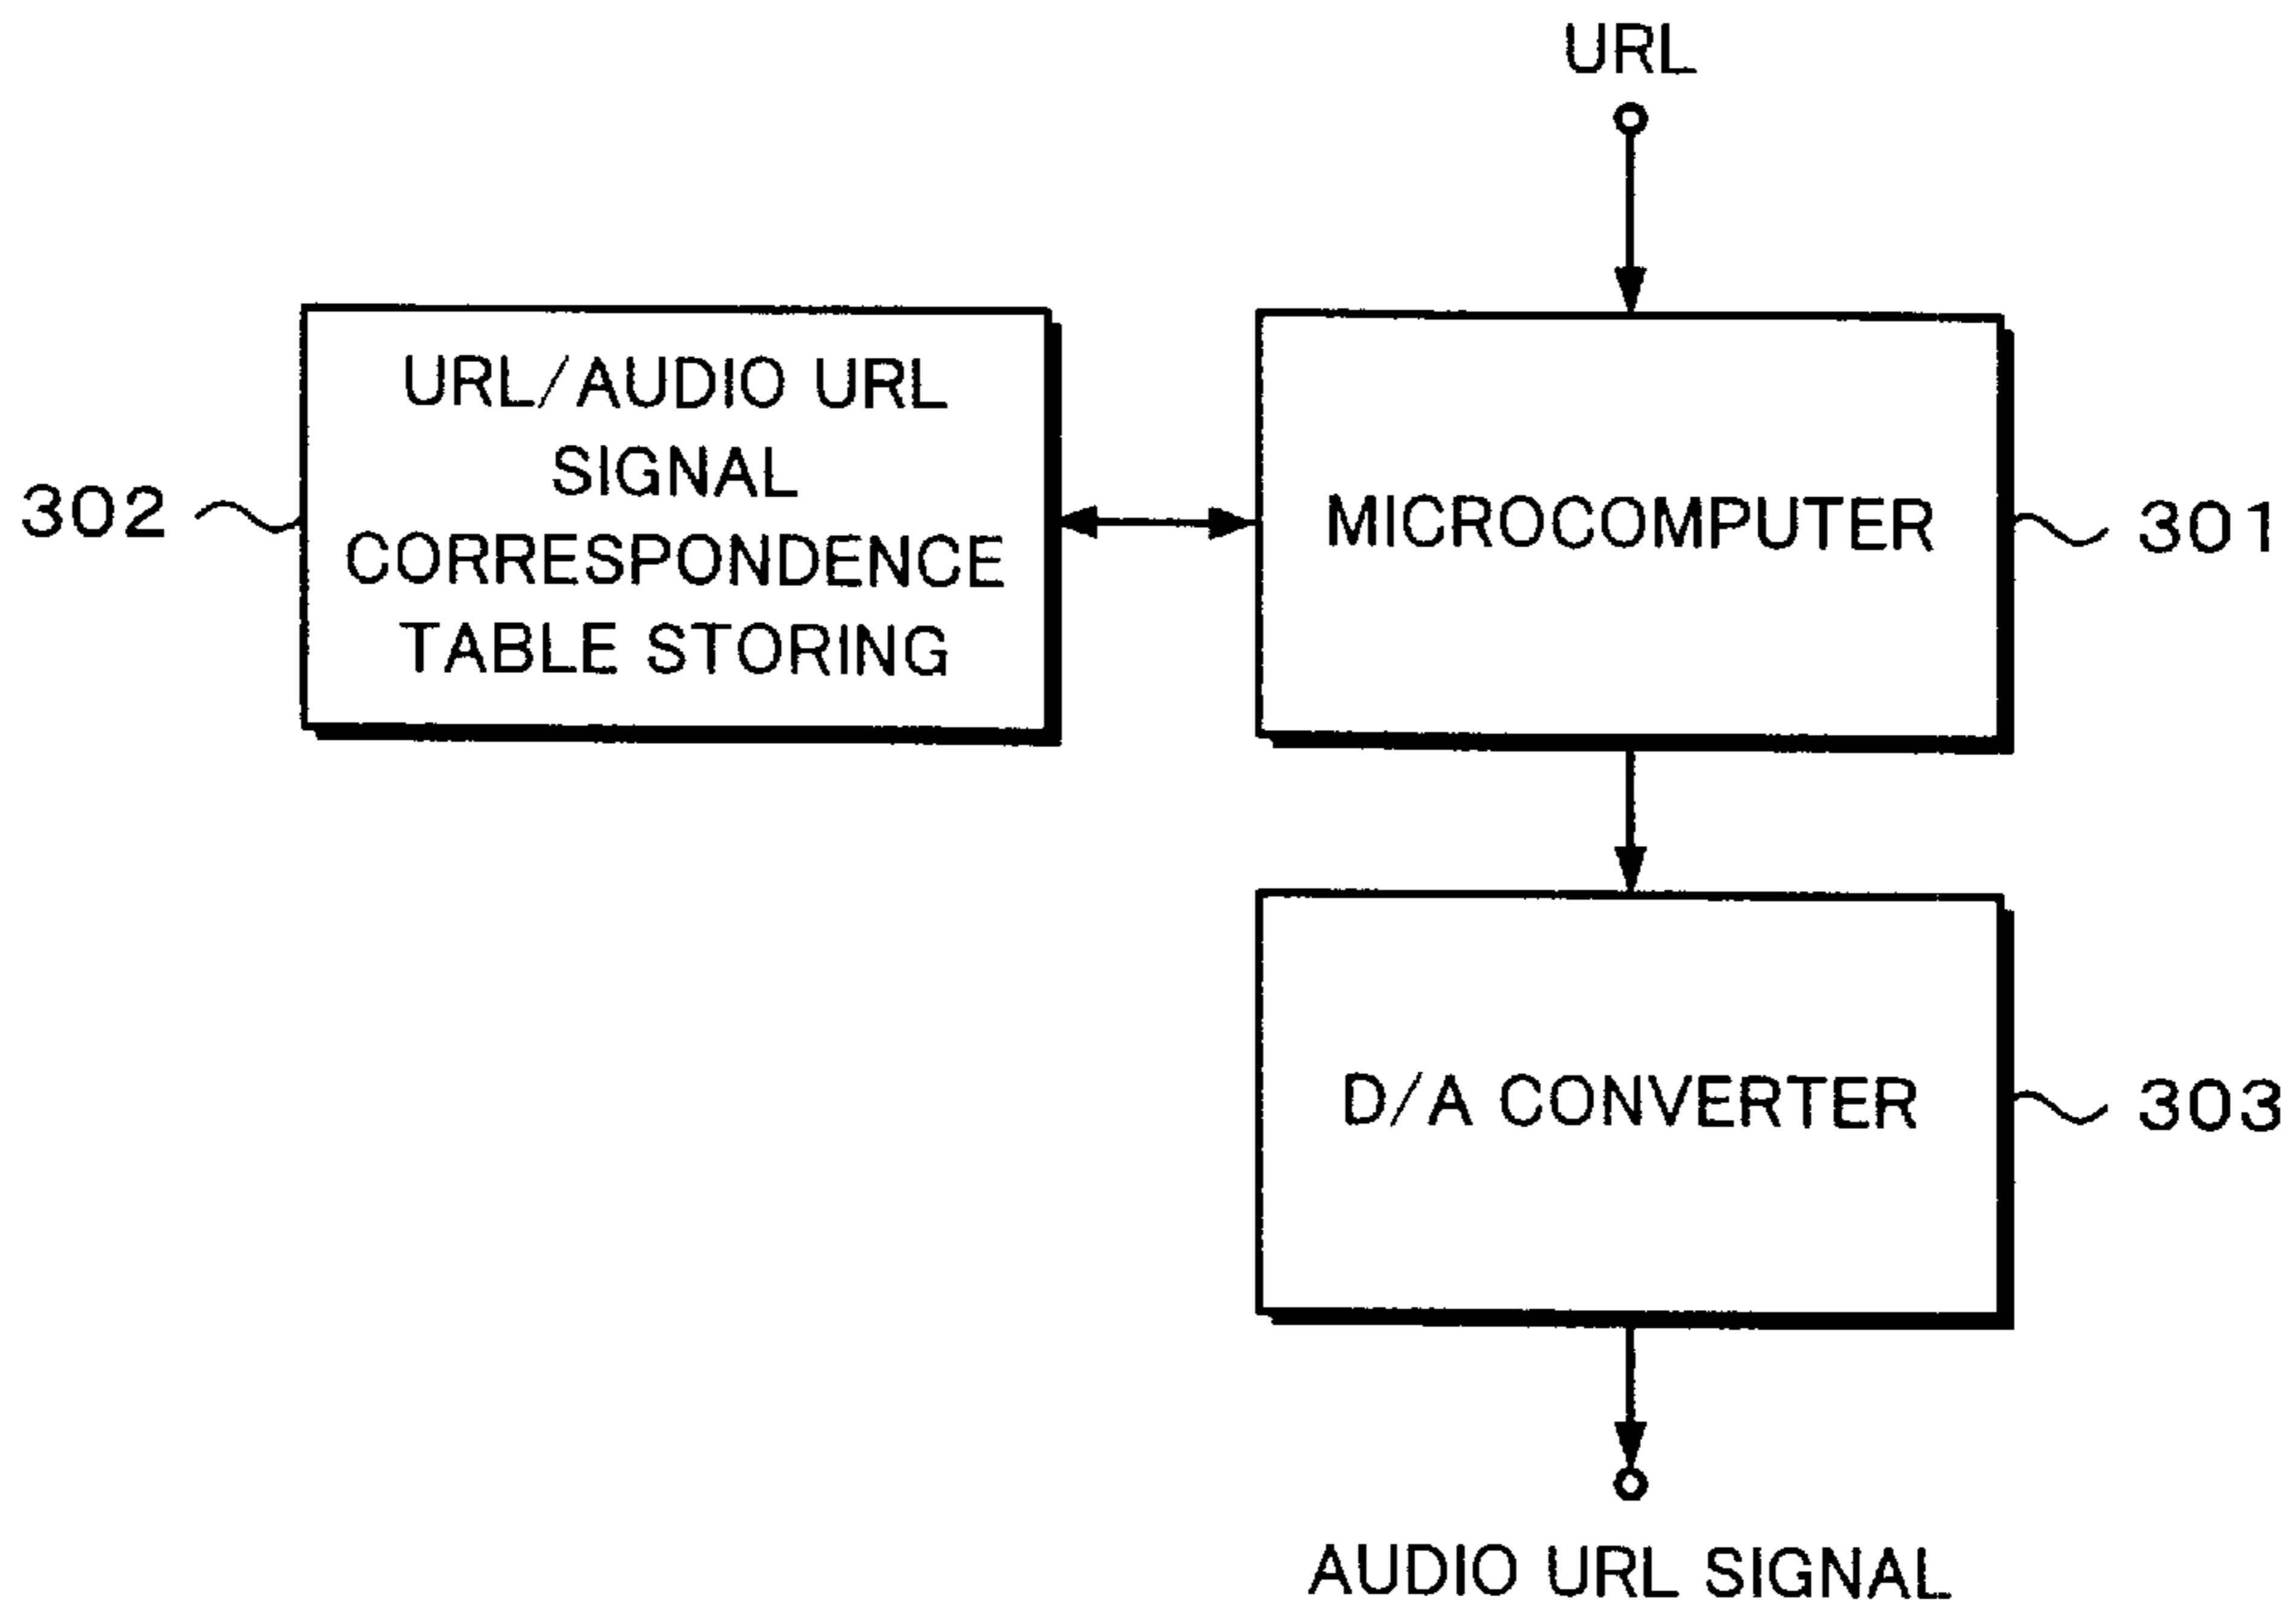 URL
URL/AUDIO URL
SIGNAL
CORRESPONDENCE
TABLE STORING
302
MICROCOMPUTER
301
D/A CONVERTER
303
AUDIO URL SIGNAL